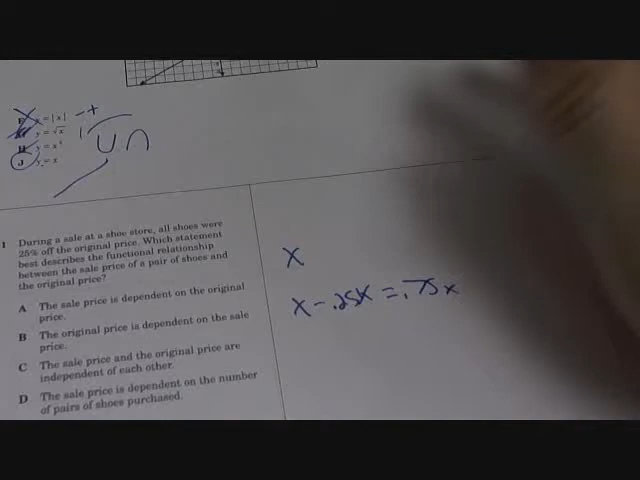 y = |x|
- +
y = √x
y = x²
U ∩
J y = x
1 During a sale at a shoe store, all shoes were
25% off the original price. Which statement
best describes the functional relationship
between the sale price of a pair of shoes and
the original price?
A The sale price is dependent on the original
price.
B The original price is dependent on the sale
price.
C The sale price and the original price are
independent of each other.
D The sale price is dependent on the number
of pairs of shoes purchased.
x
x - .25x = .75x